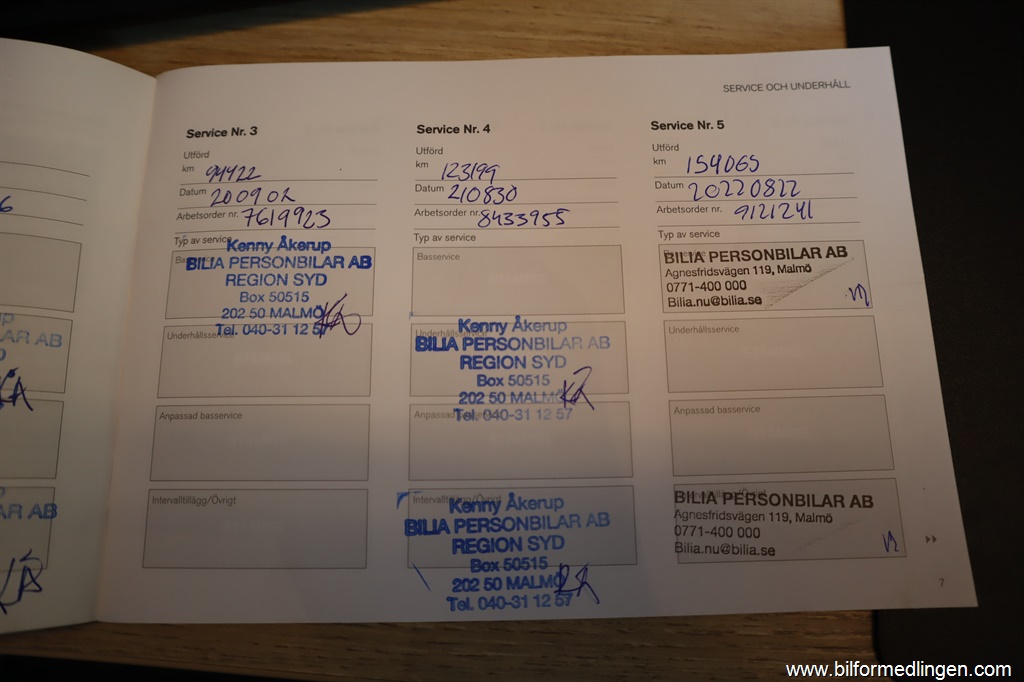 SERVICE OCH UNDERHÅLL
Service Nr. 3
Utförd
km 94422
Datum 200902
Arbetsorder nr. 7619923
Typ av service
Kenny Åkerup
BILIA PERSONBILAR AB
REGION SYD
Box 50515
202 50 MALMÖ
Tel. 040-31 12 57
Underhållsservice
Anpassad basservice
Intervalltillägg/Övrigt
Service Nr. 4
Utförd
km 123199
Datum 210830
Arbetsorder nr. 8433955
Typ av service
Basservice
Underhållsservice
Kenny Åkerup
BILIA PERSONBILAR AB
REGION SYD
Box 50515
202 50 MALMÖ
Tel. 040-31 12 57
Anpassad basservice
Intervalltillägg/Övrigt
Kenny Åkerup
BILIA PERSONBILAR AB
REGION SYD
Box 50515
202 50 MALMÖ
Tel. 040-31 12 57
Service Nr. 5
Utförd
km 154065
Datum 20220822
Arbetsorder nr. 9121241
Typ av service
BILIA PERSONBILAR AB
Agnesfridsvägen 119, Malmö
0771-400 000
Bilia.nu@bilia.se
Underhållsservice
Anpassad basservice
BILIA PERSONBILAR AB
Agnesfridsvägen 119, Malmö
0771-400 000
Bilia.nu@bilia.se
7
www.bilformedlingen.com